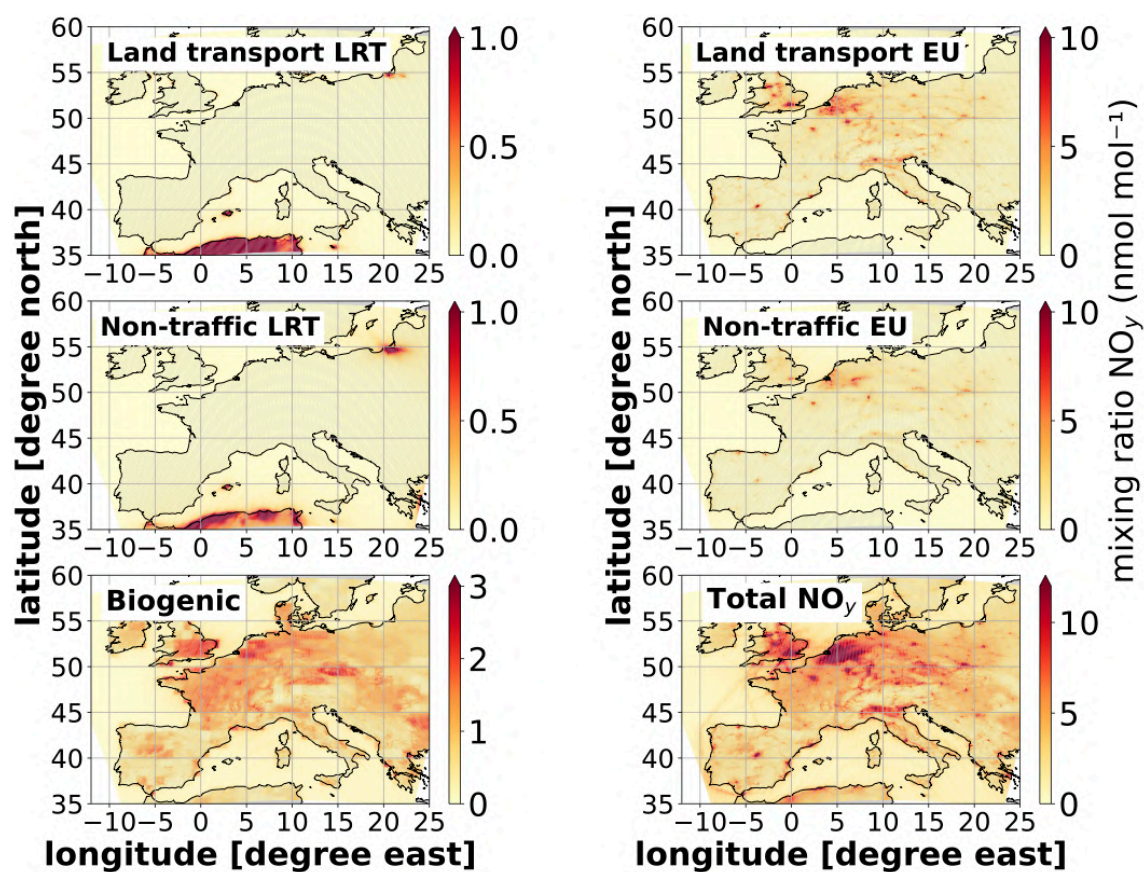 Land transport LRT
60
55
50
45
40
35
−10 −5 0 5 10 15 20 25
1.0
0.5
0.0
Land transport EU
60
55
50
45
40
35
−10 −5 0 5 10 15 20 25
10
5
0
Non-traffic LRT
60
55
50
45
40
35
−10 −5 0 5 10 15 20 25
1.0
0.5
0.0
Non-traffic EU
60
55
50
45
40
35
−10 −5 0 5 10 15 20 25
10
5
0
Biogenic
60
55
50
45
40
35
−10 −5 0 5 10 15 20 25
3
2
1
0
Total NOy
60
55
50
45
40
35
−10 −5 0 5 10 15 20 25
10
5
0
latitude [degree north]
latitude [degree north]
latitude [degree north]
latitude [degree north]
longitude [degree east]
longitude [degree east]
mixing ratio NOy (nmol mol⁻¹)